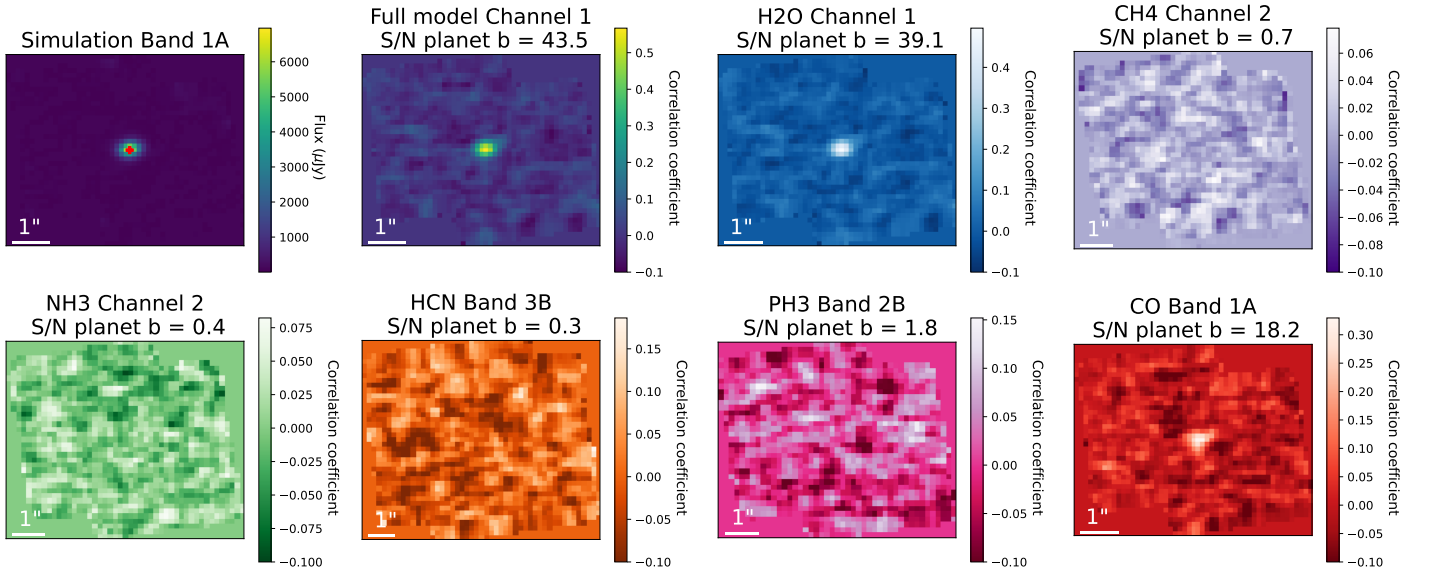 Simulation Band 1A
6000
5000
4000
3000
2000
1000
Flux (μJy)
1"
Full model Channel 1
S/N planet b = 43.5
0.5
0.4
0.3
0.2
0.1
0.0
−0.1
Correlation coefficient
1"
H2O Channel 1
S/N planet b = 39.1
0.4
0.3
0.2
0.1
0.0
−0.1
Correlation coefficient
1"
CH4 Channel 2
S/N planet b = 0.7
0.06
0.04
0.02
0.00
−0.02
−0.04
−0.06
−0.08
−0.10
Correlation coefficient
1"
NH3 Channel 2
S/N planet b = 0.4
0.075
0.050
0.025
0.000
−0.025
−0.050
−0.075
−0.100
Correlation coefficient
1"
HCN Band 3B
S/N planet b = 0.3
0.15
0.10
0.05
0.00
−0.05
−0.10
Correlation coefficient
1"
PH3 Band 2B
S/N planet b = 1.8
0.15
0.10
0.05
0.00
−0.05
−0.10
Correlation coefficient
1"
CO Band 1A
S/N planet b = 18.2
0.30
0.25
0.20
0.15
0.10
0.05
0.00
−0.05
−0.10
Correlation coefficient
1"